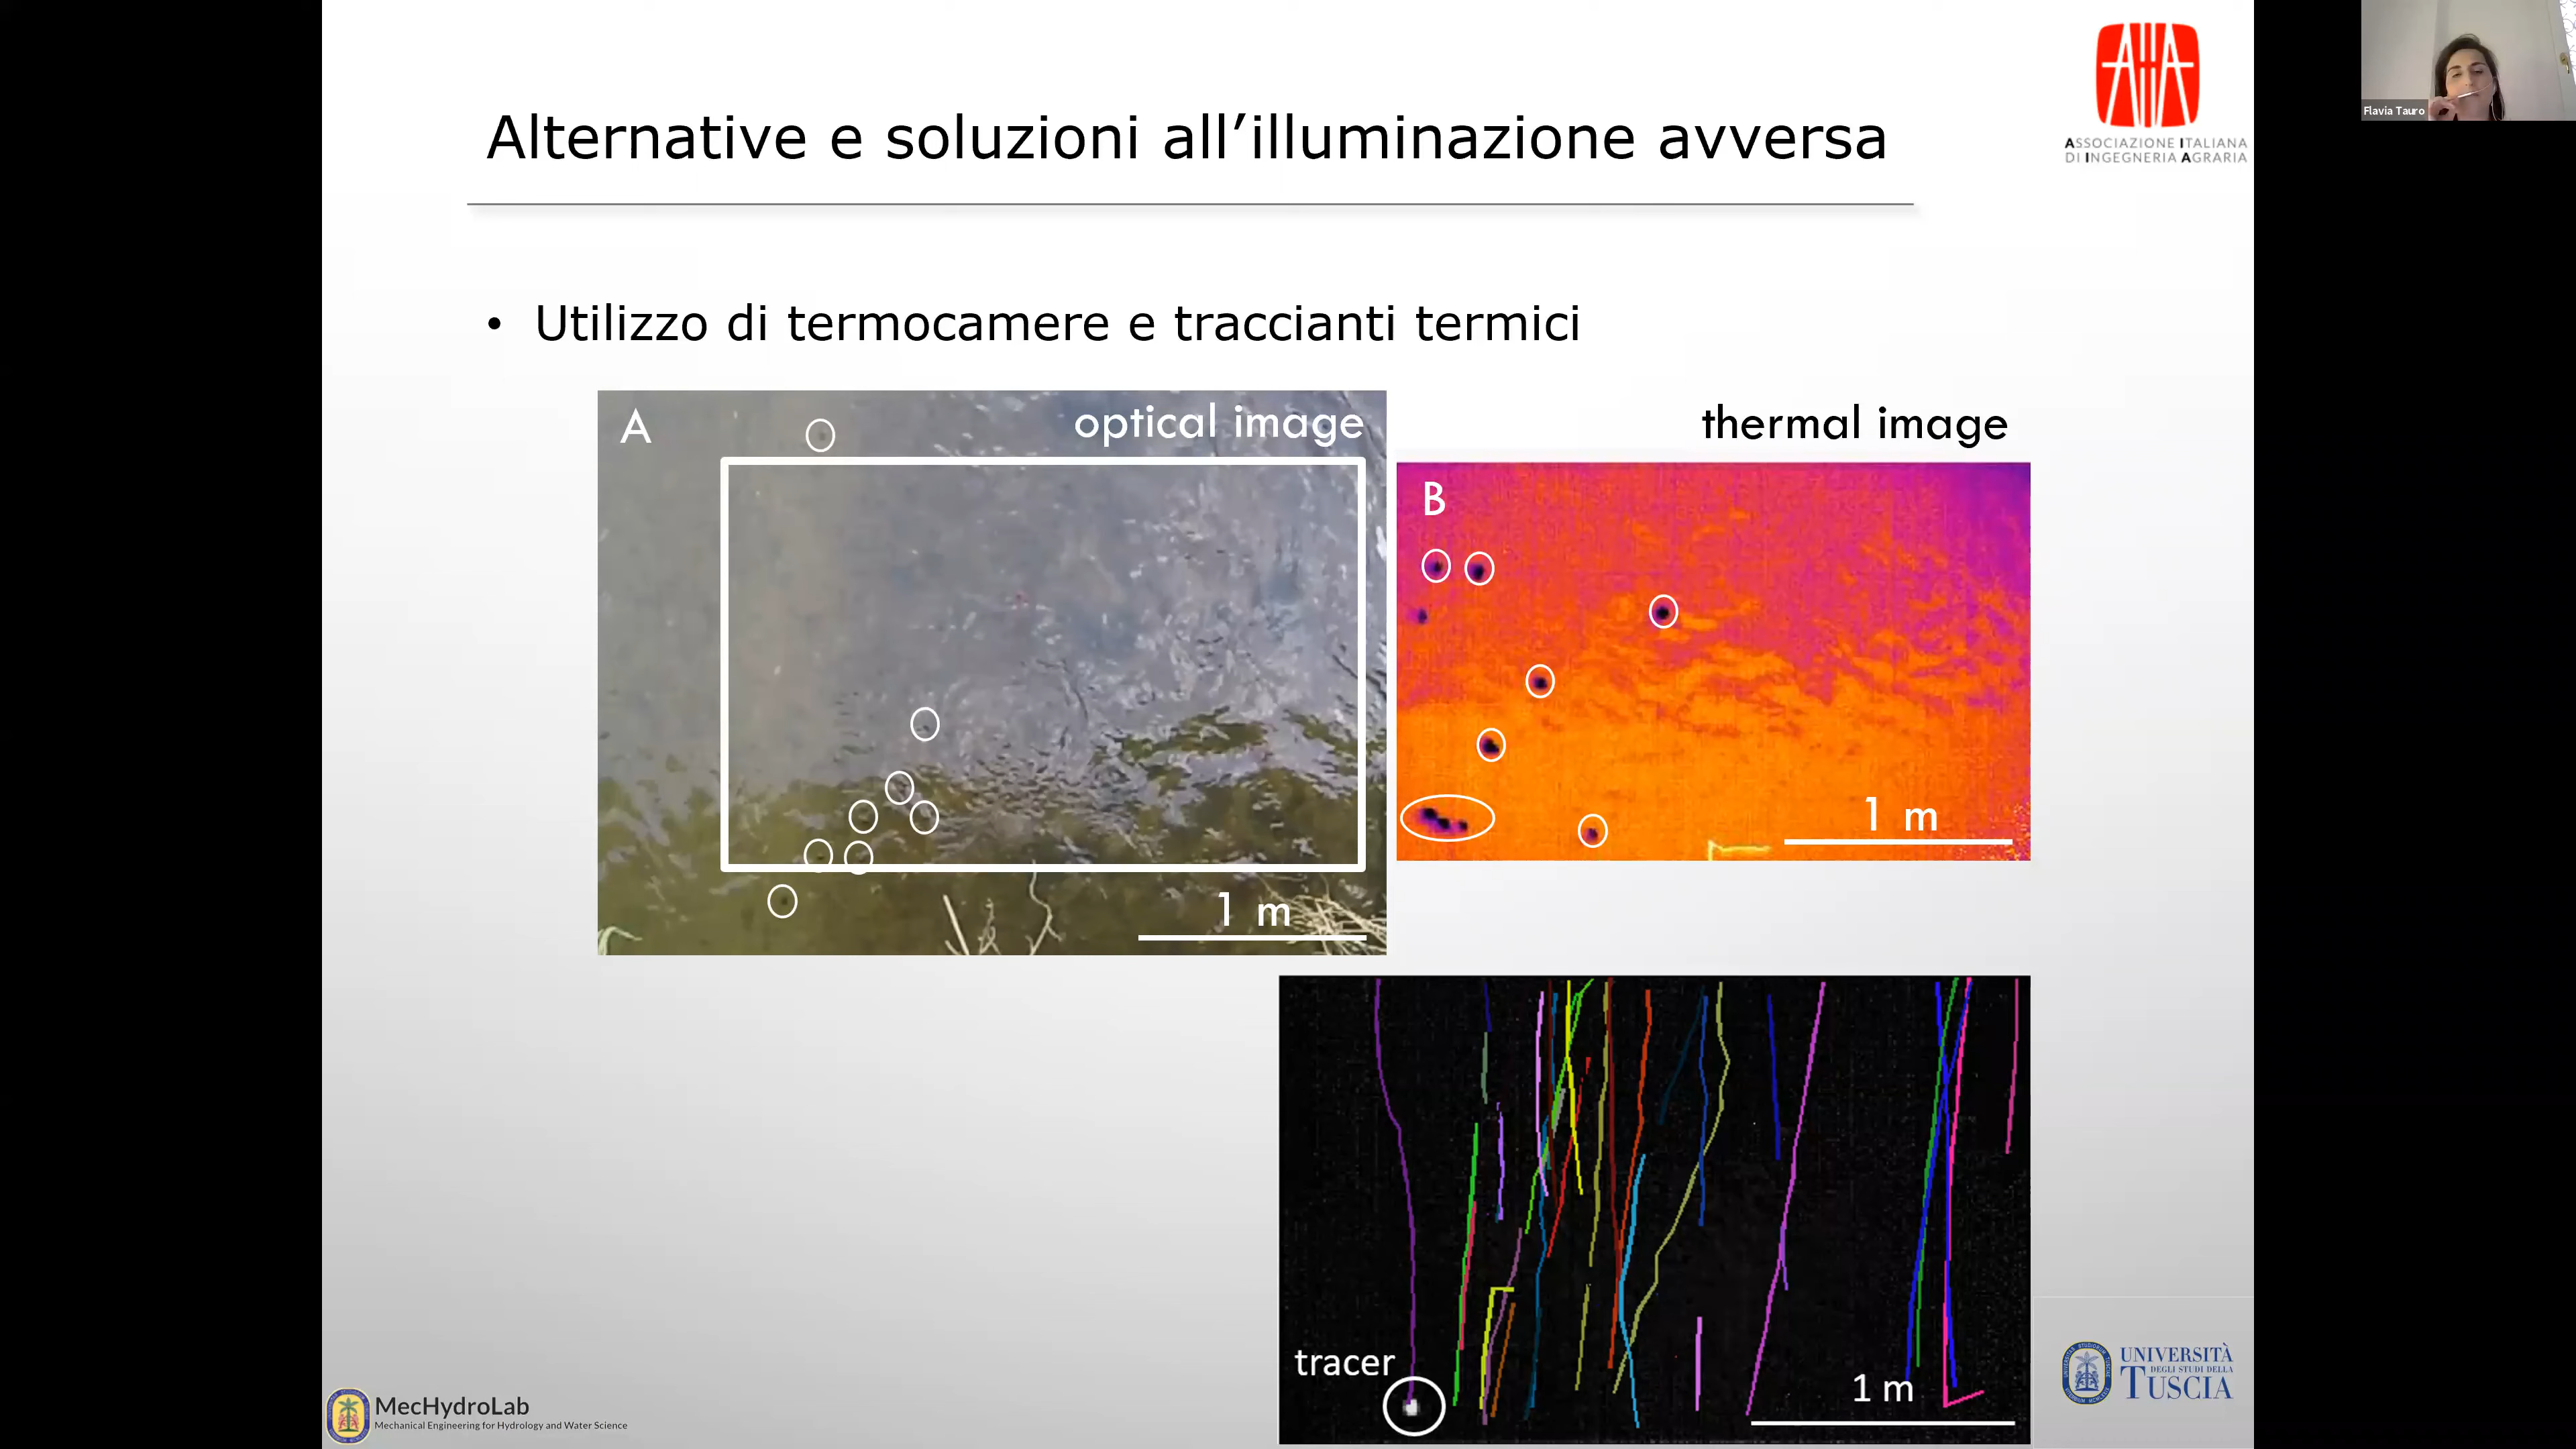 Alternative e soluzioni all’illuminazione avversa
ASSOCIAZIONE ITALIANA
DI INGEGNERIA AGRARIA
Flavia Tauro
• Utilizzo di termocamere e traccianti termici
A
optical image
thermal image
B
1 m
1 m
tracer
1 m
MecHydroLab
Mechanical Engineering for Hydrology and Water Science
UNIVERSITÀ
DEGLI STUDI DELLA
TUSCIA